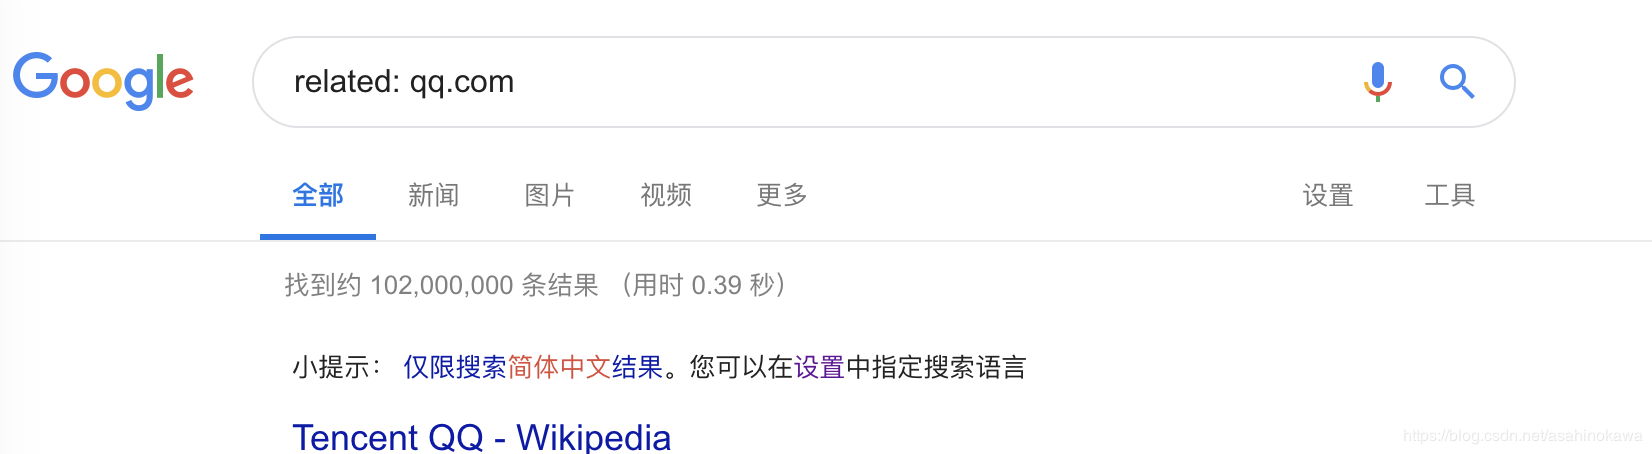 Google
related: qq.com
全部 新闻 图片 视频 更多 设置 工具
找到约 102,000,000 条结果 （用时 0.39 秒）
小提示： 仅限搜索简体中文结果。您可以在设置中指定搜索语言
Tencent QQ - Wikipedia
https://blog.csdn.net/asahinokawa